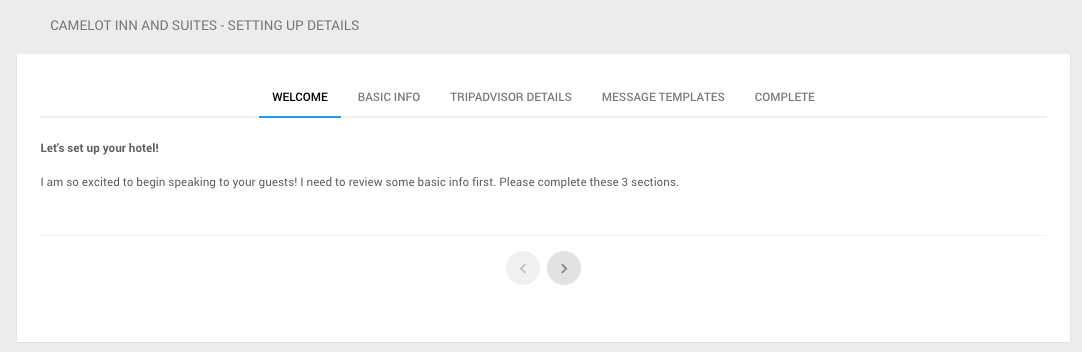 CAMELOT INN AND SUITES - SETTING UP DETAILS
WELCOME BASIC INFO TRIPADVISOR DETAILS MESSAGE TEMPLATES COMPLETE
Let's set up your hotel!
I am so excited to begin speaking to your guests! I need to review some basic info first. Please complete these 3 sections.